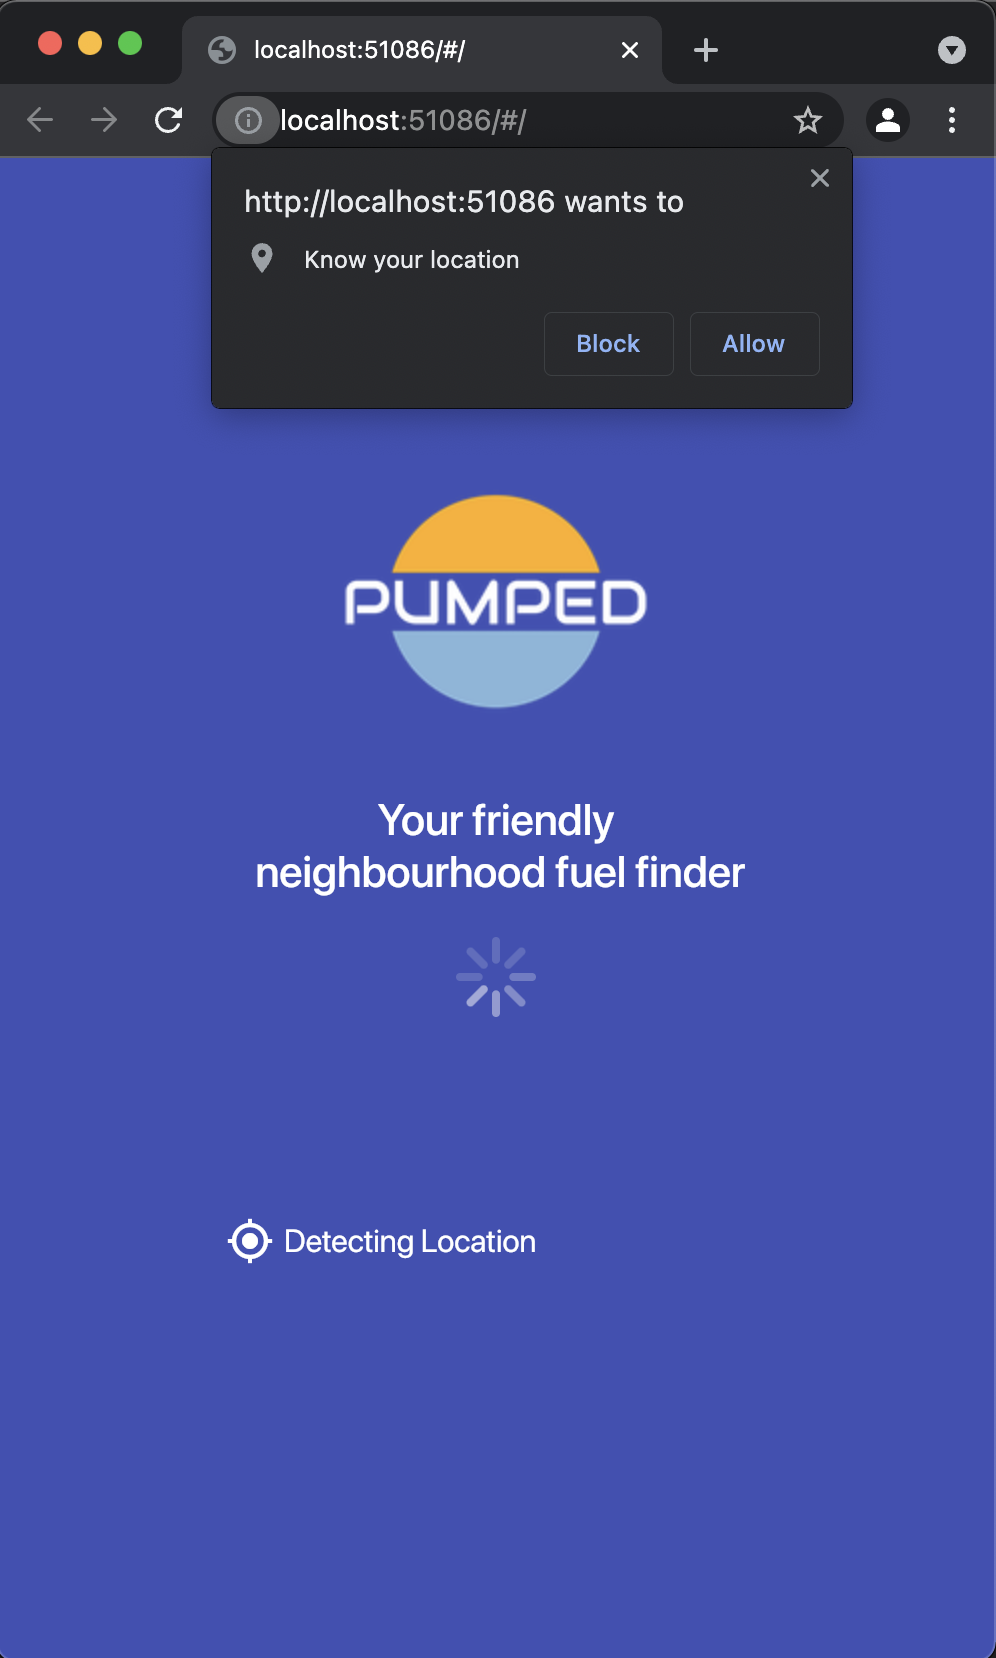 localhost:51086/#/
localhost:51086/#/
http://localhost:51086 wants to
Know your location
Block
Allow
PUMPED
Your friendly
neighbourhood fuel finder
Detecting Location